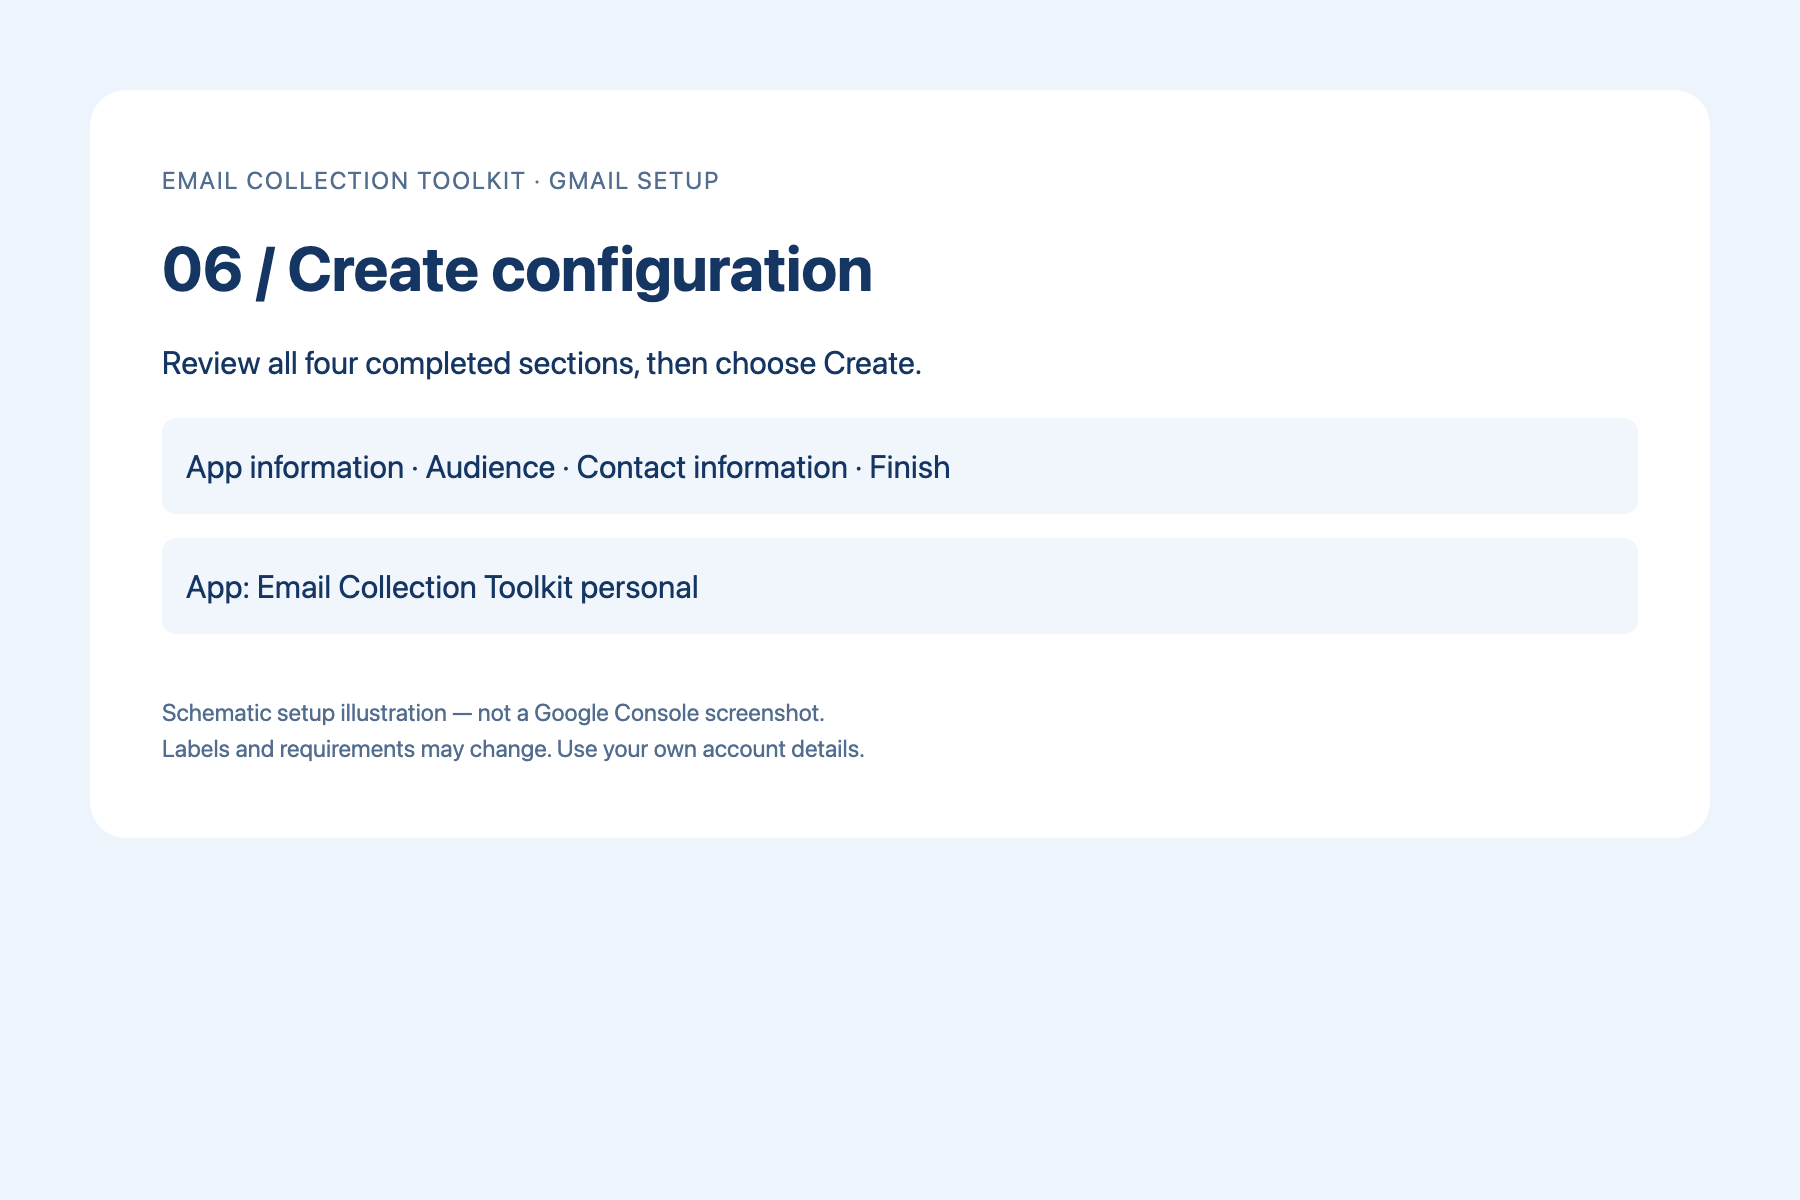 EMAIL COLLECTION TOOLKIT · GMAIL SETUP
06 / Create configuration
Review all four completed sections, then choose Create.
App information · Audience · Contact information · Finish
App: Email Collection Toolkit personal
Schematic setup illustration — not a Google Console screenshot.
Labels and requirements may change. Use your own account details.